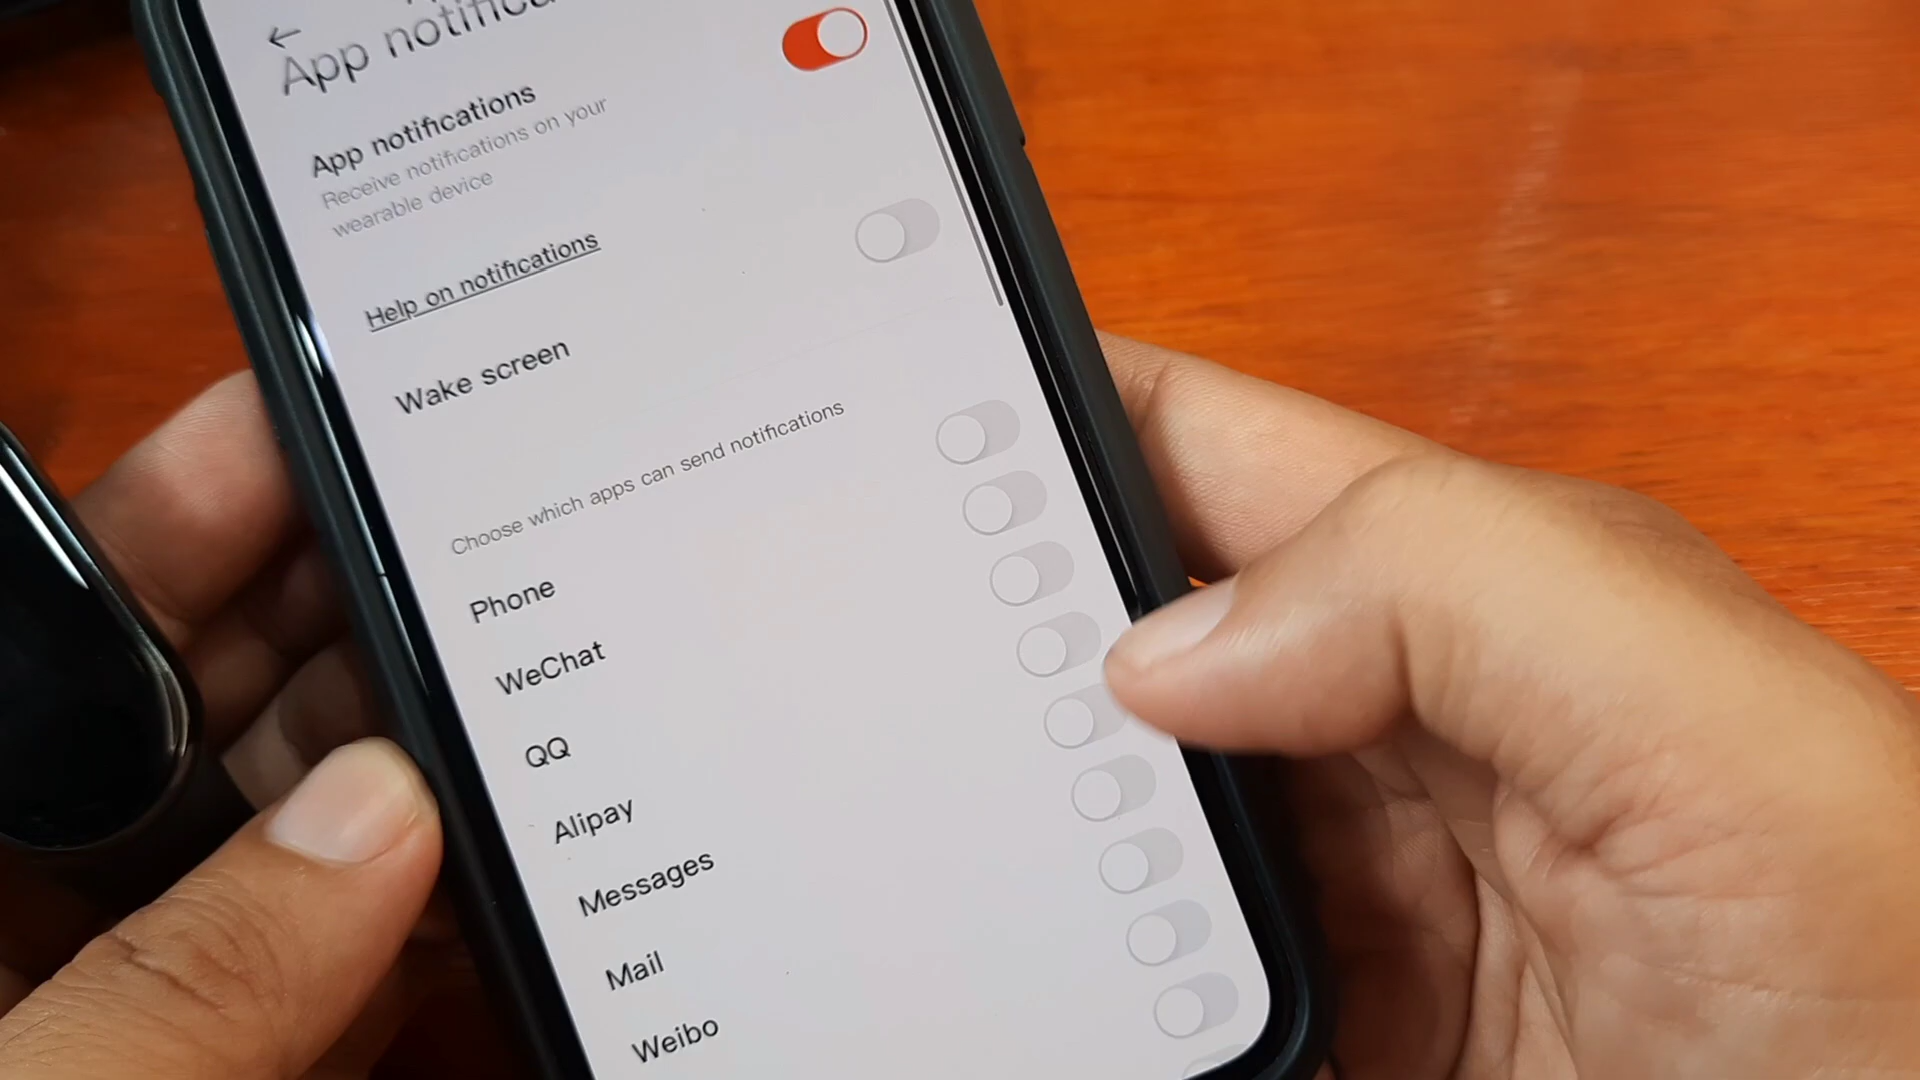 App notifica
App notifications
Receive notifications on your
wearable device
Help on notifications
Wake screen
Choose which apps can send notifications
Phone
WeChat
QQ
Alipay
Messages
Mail
Weibo